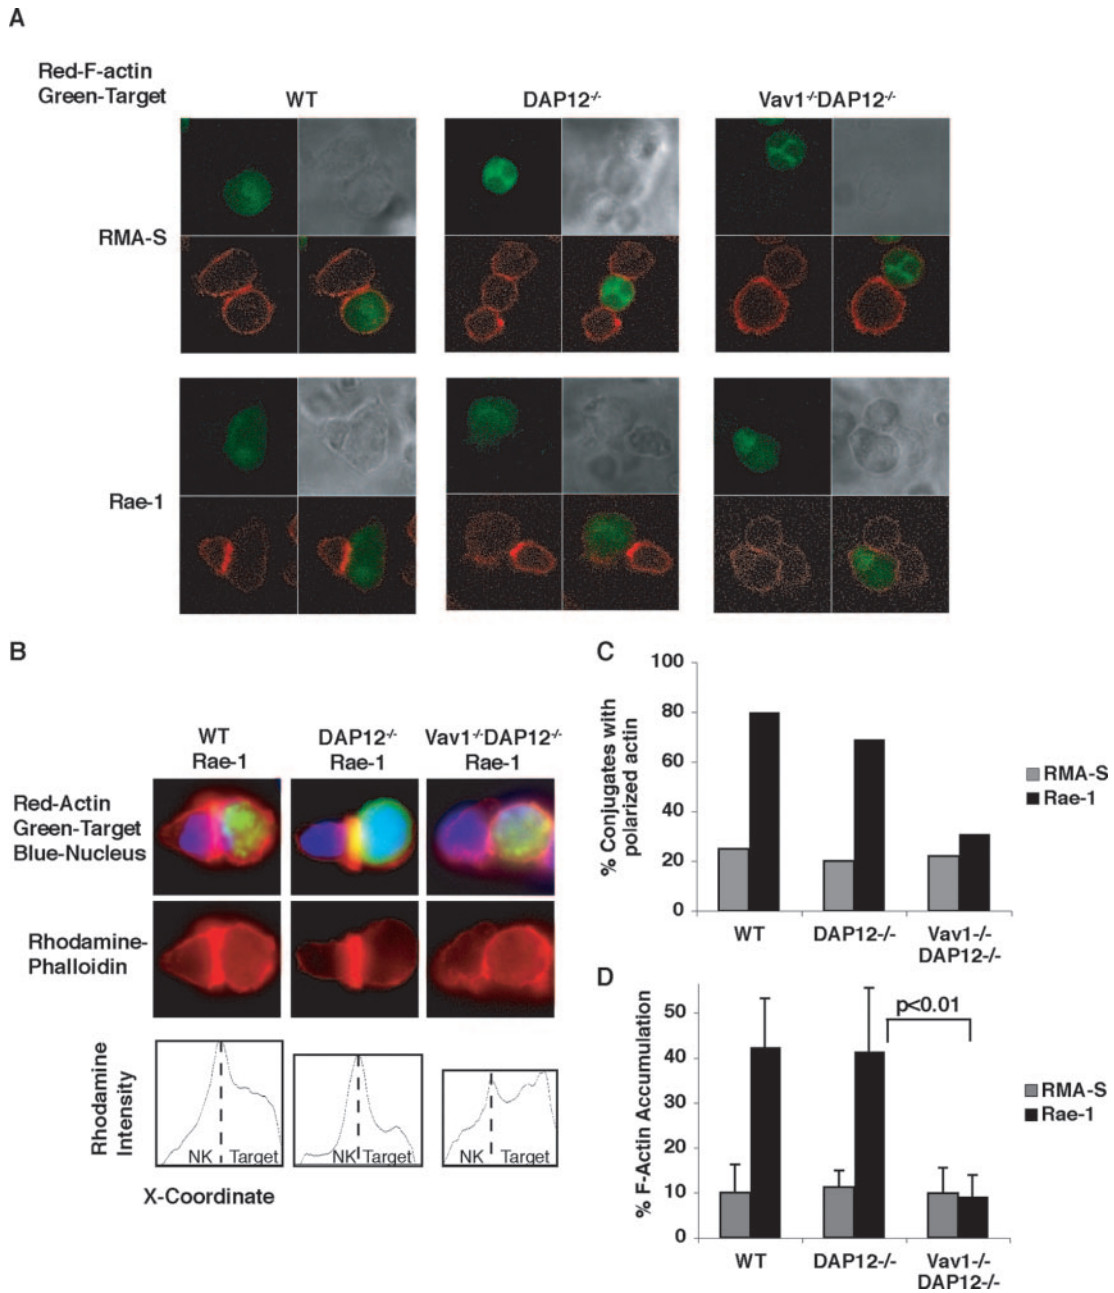 A
Red-F-actin
Green-Target
WT
DAP12-/-
Vav1-/-DAP12-/-
RMA-S
Rae-1
B
WT
Rae-1
DAP12-/-
Rae-1
Vav1-/-DAP12-/-
Rae-1
Red-Actin
Green-Target
Blue-Nucleus
Rhodamine-
Phalloidin
Rhodamine
Intensity
NK Target
NK Target
NK Target
X-Coordinate
C
% Conjugates with
polarized actin
100
80
60
40
20
0
WT
DAP12-/-
Vav1-/-
DAP12-/-
RMA-S
Rae-1
D
% F-Actin Accumulation
50
40
30
20
10
0
p<0.01
WT
DAP12-/-
Vav1-/-
DAP12-/-
RMA-S
Rae-1